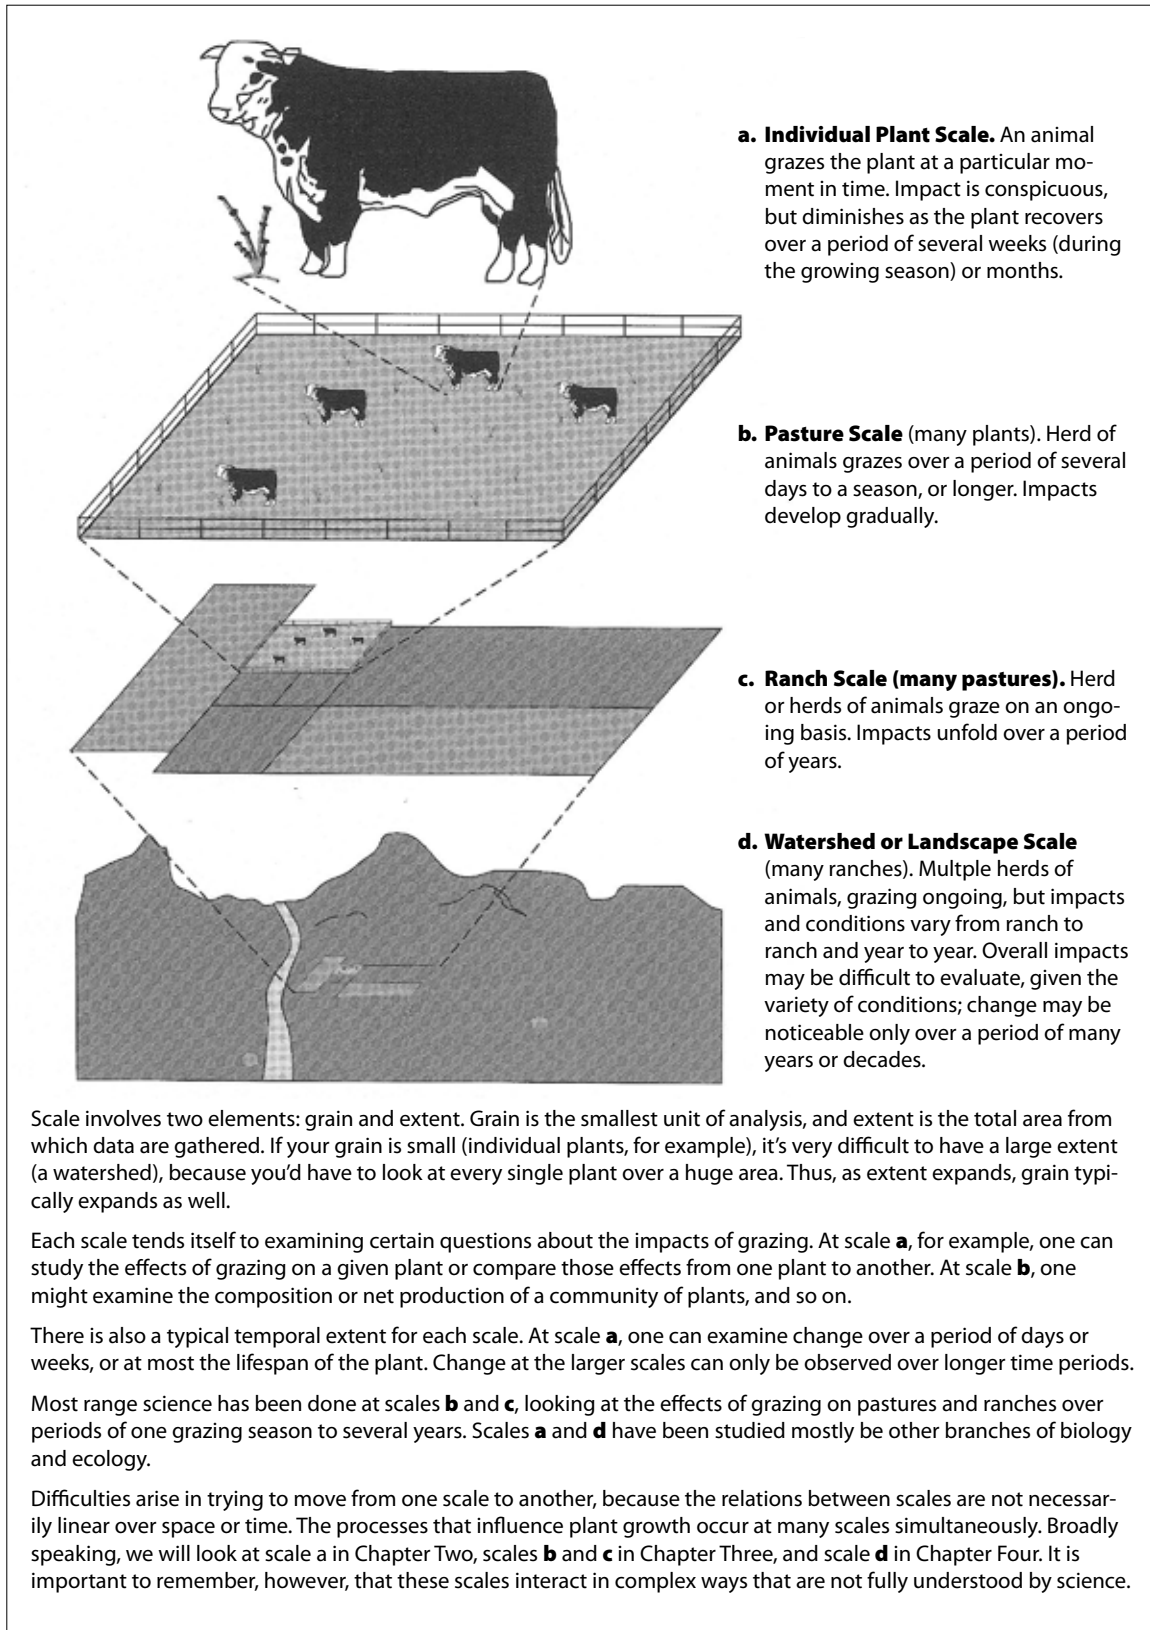 a. Individual Plant Scale. An animal
grazes the plant at a particular mo-
ment in time. Impact is conspicuous,
but diminishes as the plant recovers
over a period of several weeks (during
the growing season) or months.
b. Pasture Scale (many plants). Herd of
animals grazes over a period of several
days to a season, or longer. Impacts
develop gradually.
c. Ranch Scale (many pastures). Herd
or herds of animals graze on an ongo-
ing basis. Impacts unfold over a period
of years.
d. Watershed or Landscape Scale
(many ranches). Multple herds of
animals, grazing ongoing, but impacts
and conditions vary from ranch to
ranch and year to year. Overall impacts
may be difficult to evaluate, given the
variety of conditions; change may be
noticeable only over a period of many
years or decades.
Scale involves two elements: grain and extent. Grain is the smallest unit of analysis, and extent is the total area from
which data are gathered. If your grain is small (individual plants, for example), it's very difficult to have a large extent
(a watershed), because you'd have to look at every single plant over a huge area. Thus, as extent expands, grain typi-
cally expands as well.
Each scale tends itself to examining certain questions about the impacts of grazing. At scale a, for example, one can
study the effects of grazing on a given plant or compare those effects from one plant to another. At scale b, one
might examine the composition or net production of a community of plants, and so on.
There is also a typical temporal extent for each scale. At scale a, one can examine change over a period of days or
weeks, or at most the lifespan of the plant. Change at the larger scales can only be observed over longer time periods.
Most range science has been done at scales b and c, looking at the effects of grazing on pastures and ranches over
periods of one grazing season to several years. Scales a and d have been studied mostly be other branches of biology
and ecology.
Difficulties arise in trying to move from one scale to another, because the relations between scales are not necessar-
ily linear over space or time. The processes that influence plant growth occur at many scales simultaneously. Broadly
speaking, we will look at scale a in Chapter Two, scales b and c in Chapter Three, and scale d in Chapter Four. It is
important to remember, however, that these scales interact in complex ways that are not fully understood by science.